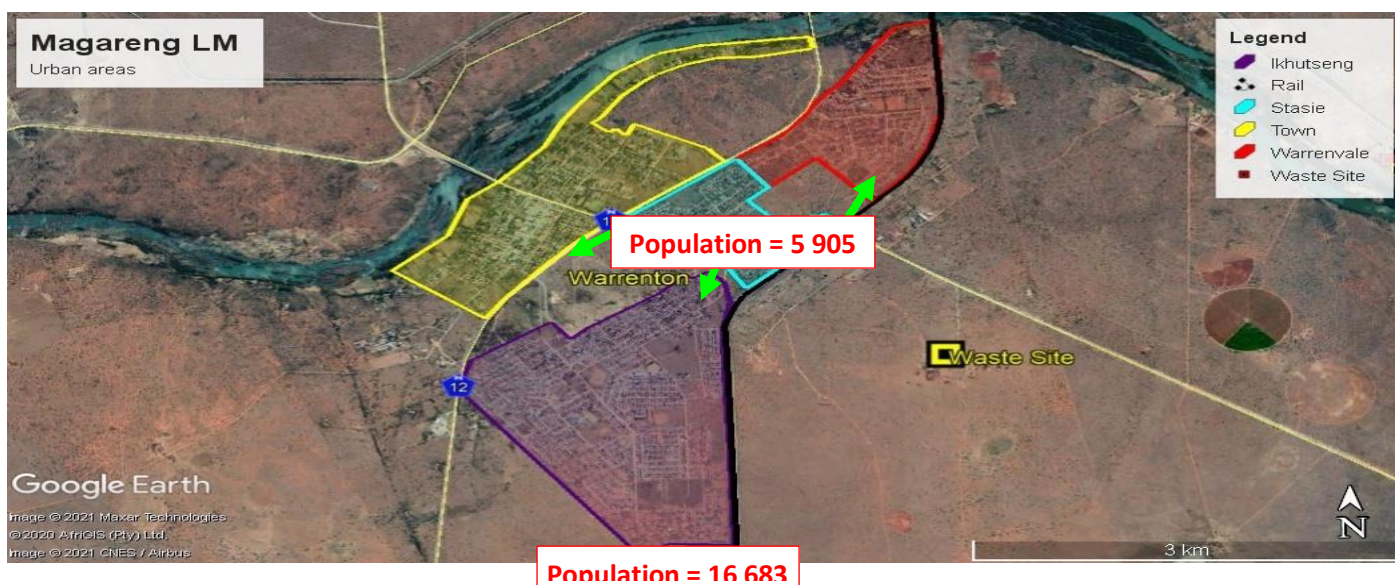 Magareng LM
Urban areas
Legend
Ikhutseng
Rail
Stasie
Town
Warrenvale
Waste Site
Population = 5 905
Warrenton
Waste Site
12
Google Earth
Image © 2021 Maxar Technologies
© 2020 AfriGIS (Pty) Ltd.
Image © 2021 CNES / Airbus
N
3 km
Population = 16 683